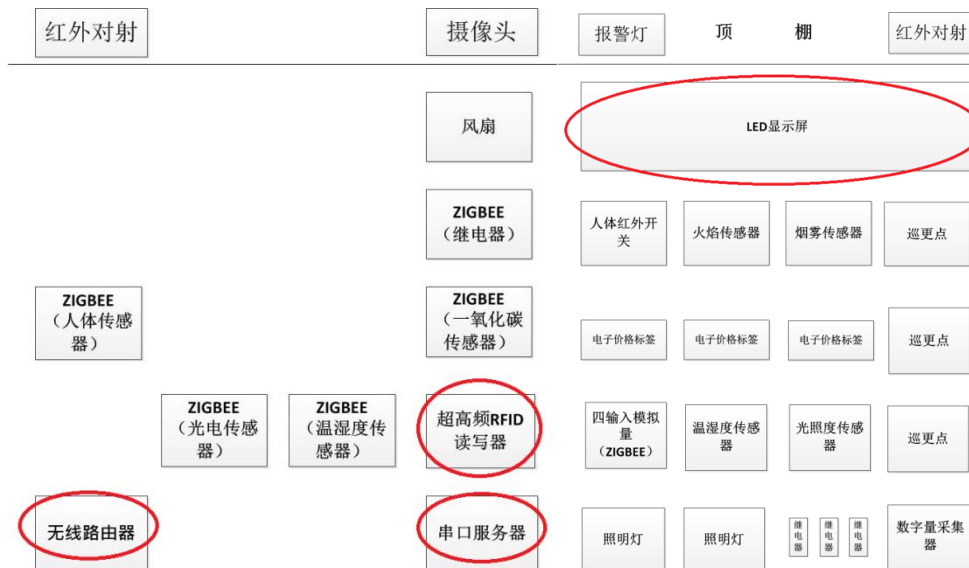 红外对射
摄像头
报警灯
顶 棚
红外对射
风扇
LED显示屏
ZIGBEE
（继电器）
人体红外开
关
火焰传感器
烟雾传感器
巡更点
ZIGBEE
（人体传感
器）
ZIGBEE
（一氧化碳
传感器）
电子价格标签
电子价格标签
电子价格标签
巡更点
ZIGBEE
（光电传感
器）
ZIGBEE
（温湿度传
感器）
超高频RFID
读写器
四输入模拟
量
（ZIGBEE）
温湿度传感
器
光照度传感
器
巡更点
无线路由器
串口服务器
照明灯
照明灯
继电器
继电器
继电器
数字量采集
器